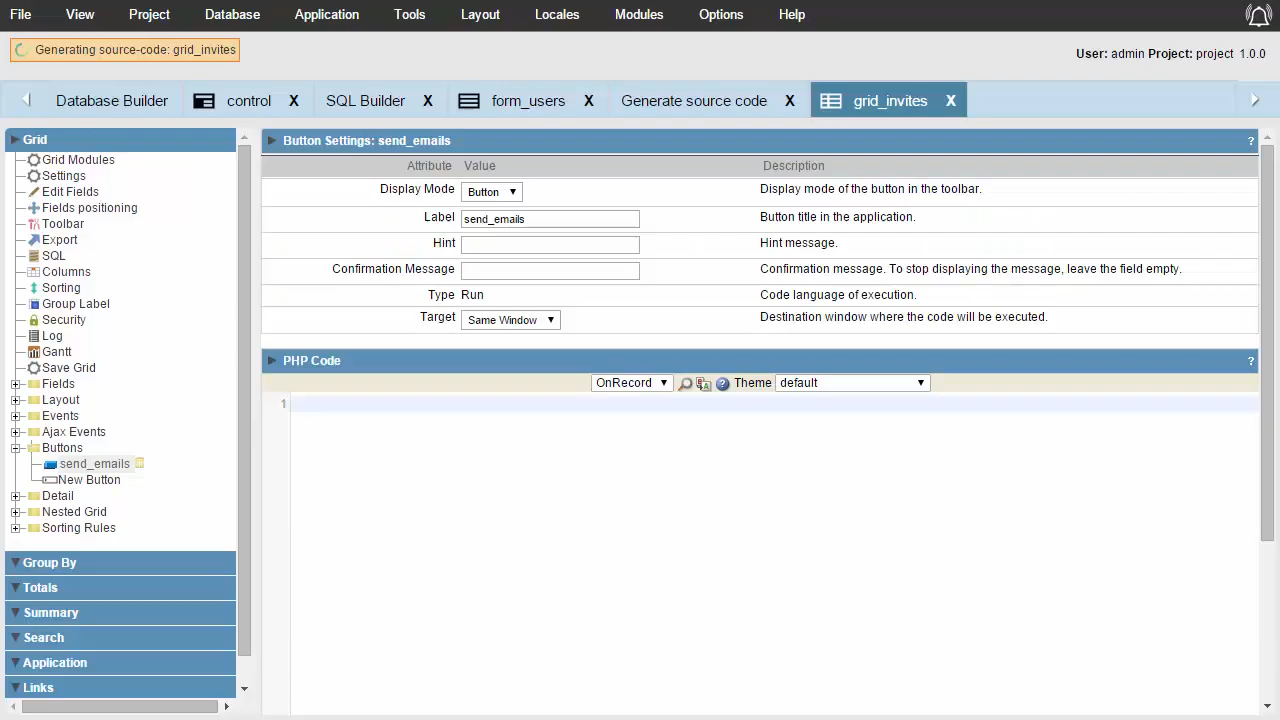 File View Project Database Application Tools Layout Locales Modules Options Help
Generating source-code: grid_invites
User: admin Project: project 1.0.0
Database Builder control X SQL Builder X form_users X Generate source code X grid_invites X
Grid
Grid Modules
Settings
Edit Fields
Fields positioning
Toolbar
Export
SQL
Columns
Sorting
Group Label
Security
Log
Gantt
Save Grid
Fields
Layout
Events
Ajax Events
Buttons
send_emails
New Button
Detail
Nested Grid
Sorting Rules
Group By
Totals
Summary
Search
Application
Links
Button Settings: send_emails ?
Attribute Value Description
Display Mode Button Display mode of the button in the toolbar.
Label send_emails Button title in the application.
Hint Hint message.
Confirmation Message Confirmation message. To stop displaying the message, leave the field empty.
Type Run Code language of execution.
Target Same Window Destination window where the code will be executed.
PHP Code ?
OnRecord ? Theme default
1